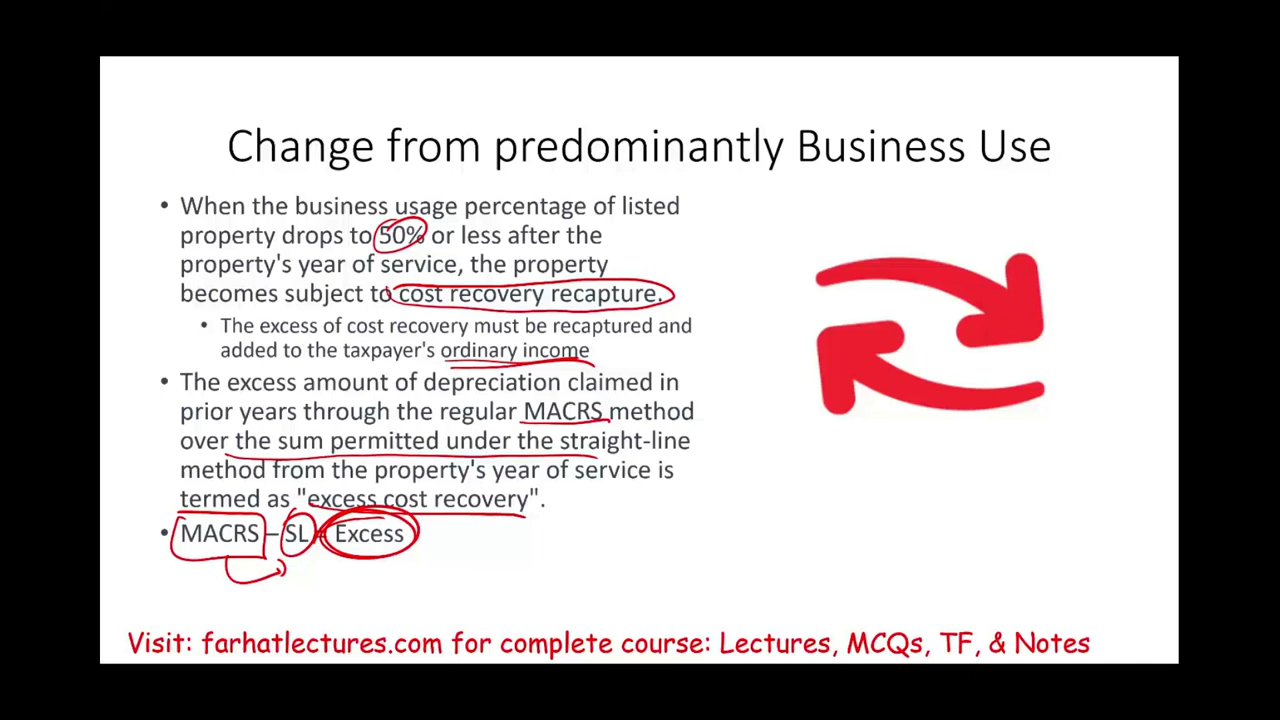 Change from predominantly Business Use
• When the business usage percentage of listed
property drops to 50% or less after the
property's year of service, the property
becomes subject to cost recovery recapture.
• The excess of cost recovery must be recaptured and
added to the taxpayer's ordinary income
• The excess amount of depreciation claimed in
prior years through the regular MACRS method
over the sum permitted under the straight-line
method from the property's year of service is
termed as "excess cost recovery".
• MACRS – SL = Excess
Visit: farhatlectures.com for complete course: Lectures, MCQs, TF, & Notes